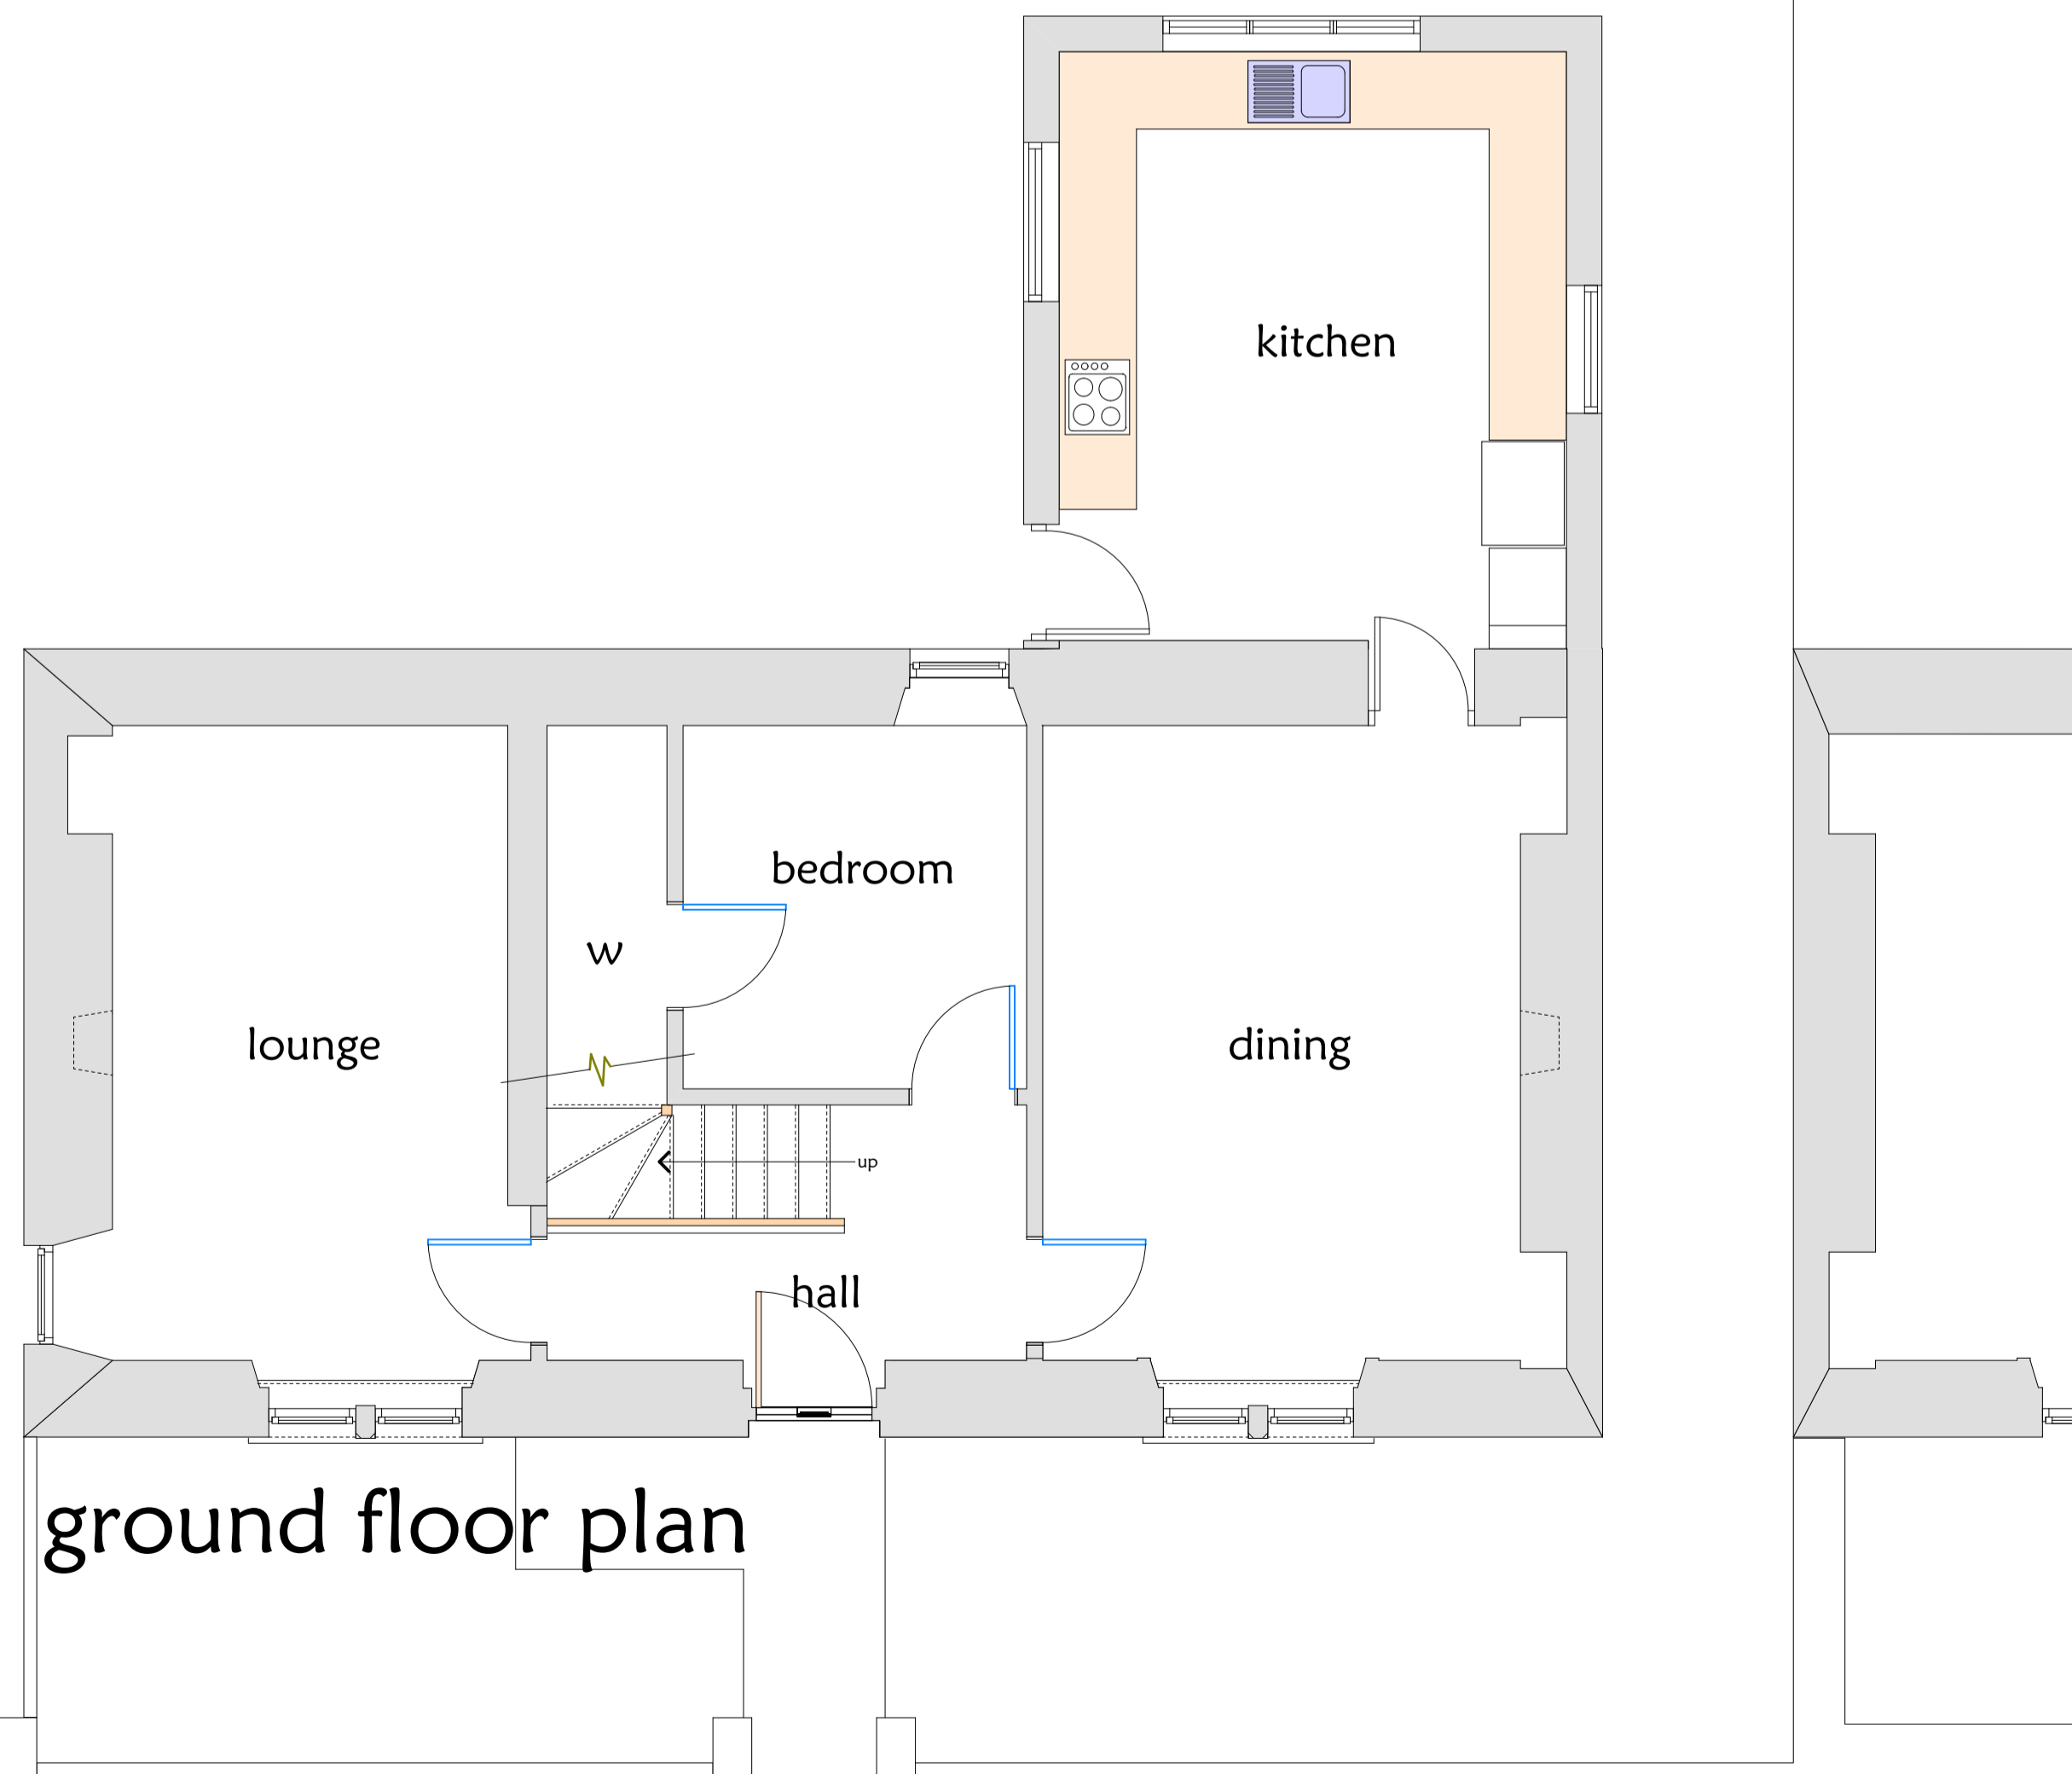 kitchen
bedroom
w
lounge
dining
up
hall
ground floor plan